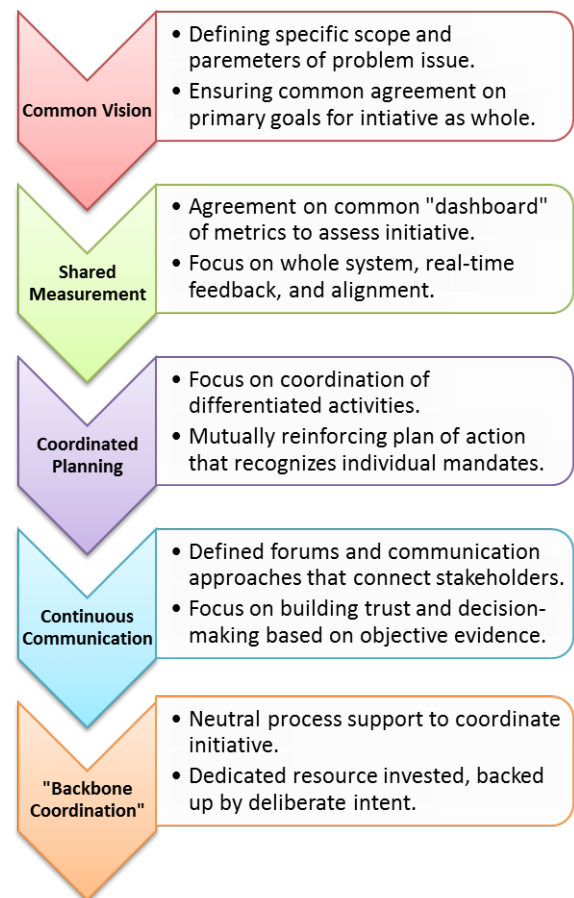 Common Vision
• Defining specific scope and
paremeters of problem issue.
• Ensuring common agreement on
primary goals for intiative as whole.
Shared
Measurement
• Agreement on common "dashboard"
of metrics to assess initiative.
• Focus on whole system, real-time
feedback, and alignment.
Coordinated
Planning
• Focus on coordination of
differentiated activities.
• Mutually reinforcing plan of action
that recognizes individual mandates.
Continuous
Communication
• Defined forums and communication
approaches that connect stakeholders.
• Focus on building trust and decision-
making based on objective evidence.
"Backbone
Coordination"
• Neutral process support to coordinate
initiative.
• Dedicated resource invested, backed
up by deliberate intent.